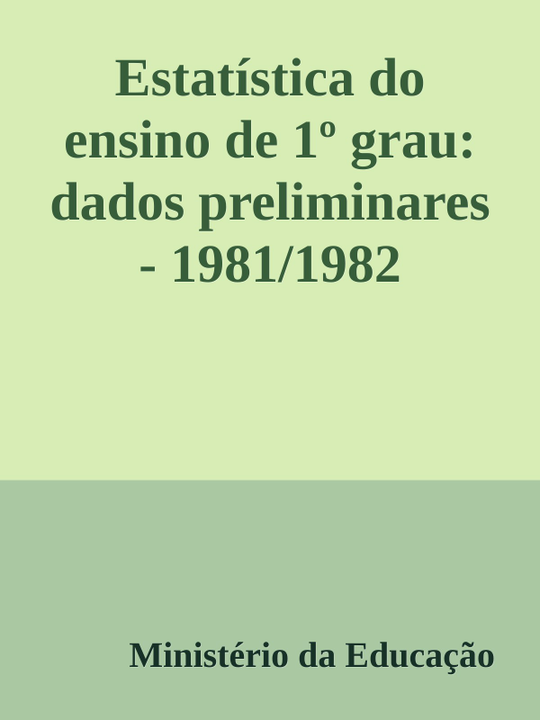 Estatística do
ensino de 1º grau:
dados preliminares
- 1981/1982
Ministério da Educação